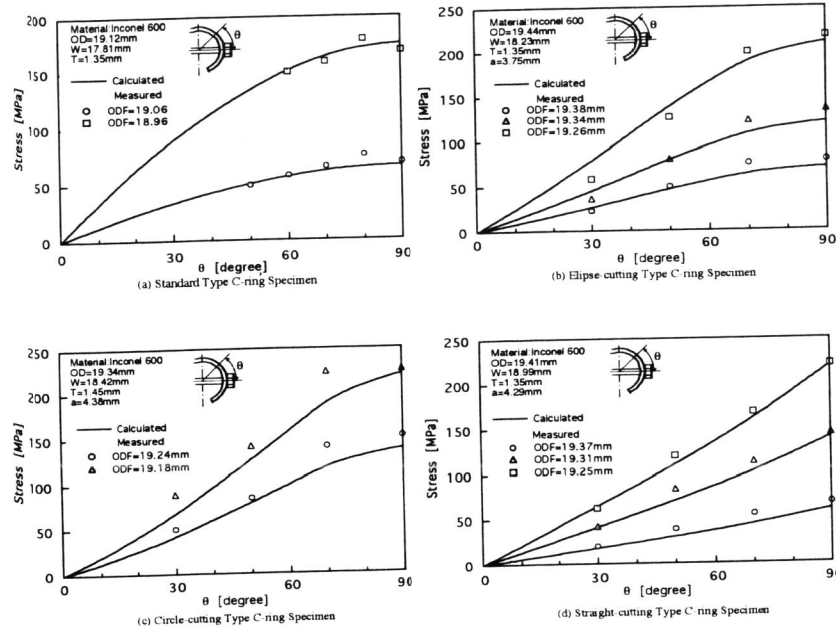 200
150
100
50
0
Stress [MPa]
Material:Inconel 600
OD=19.12mm
W=17.81mm
T=1.35mm
θ
Calculated
Measured
ODF=19.06
ODF=18.96
0
30
60
90
θ [degree]
(a) Standard Type C-ring Specimen
250
200
150
100
50
0
Stress [MPa]
Material:Inconel 600
OD=19.44mm
W=18.23mm
T=1.35mm
a=3.75mm
θ
Calculated
Measured
ODF=19.38mm
ODF=19.34mm
ODF=19.26mm
0
30
60
90
θ [degree]
(b) Elipse-cutting Type C-ring Specimen
250
200
150
100
50
0
Stress [MPa]
Material:Inconel 600
OD=19.34mm
W=18.42mm
T=1.45mm
a=4.38mm
θ
Calculated
Measured
ODF=19.24mm
ODF=19.18mm
0
30
60
90
θ [degree]
(c) Circle-cutting Type C-ring Specimen
250
200
150
100
50
0
Stress [MPa]
Material:Inconel 600
OD=19.41mm
W=18.99mm
T=1.35mm
a=4.29mm
θ
Calculated
Measured
ODF=19.37mm
ODF=19.31mm
ODF=19.25mm
0
30
60
90
θ [degree]
(d) Straight-cutting Type C-ring Specimen